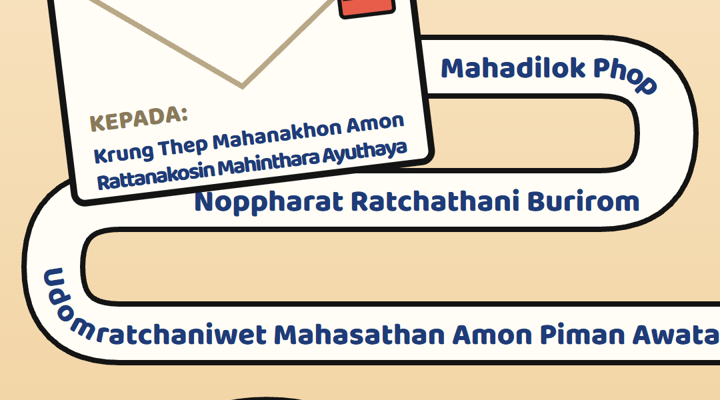 KEPADA:
Krung Thep Mahanakhon Amon
Rattanakosin Mahinthara Ayuthaya
Mahadilok Phop
Noppharat Ratchathani Burirom
Udomratchaniwet Mahasathan Amon Piman Awata